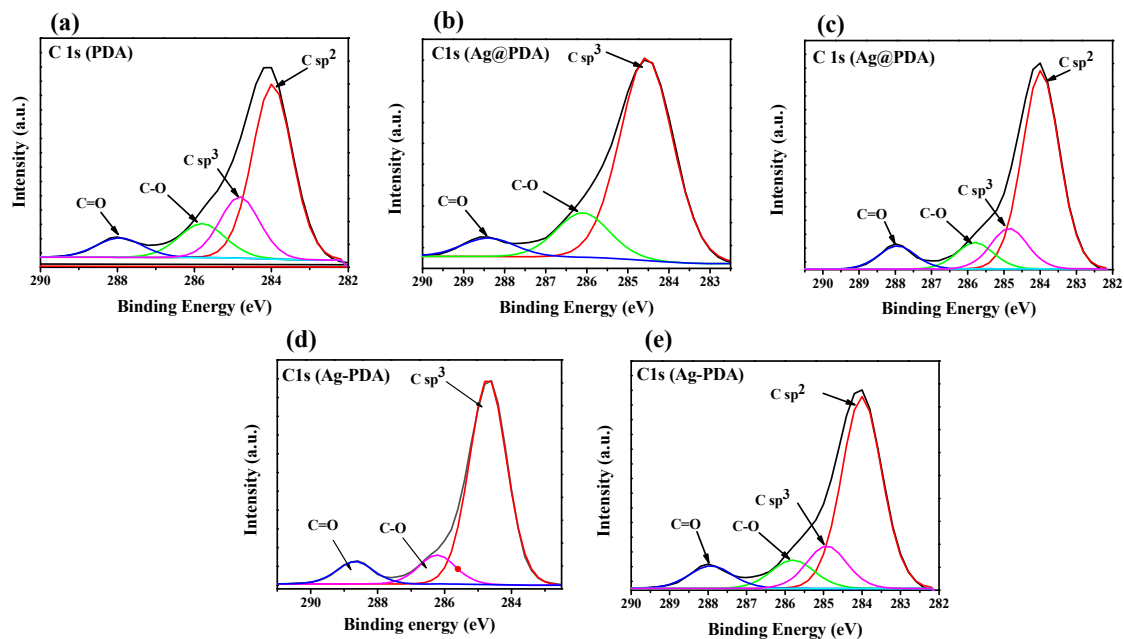 (a)
C 1s (PDA)
C sp2
C sp3
C-O
C=O
Intensity (a.u.)
290 288 286 284 282
Binding Energy (eV)
(b)
C1s (Ag@PDA)
C sp3
C-O
C=O
Intensity (a.u.)
290 289 288 287 286 285 284 283
Binding Energy (eV)
(c)
C 1s (Ag@PDA)
C sp2
C sp3
C-O
C=O
Intensity (a.u.)
290 289 288 287 286 285 284 283 282
Binding Energy (eV)
(d)
C1s (Ag-PDA)
C sp3
C-O
C=O
Intensity (a.u.)
290 288 286 284
Binding energy (eV)
(e)
C1s (Ag-PDA)
C sp2
C sp3
C-O
C=O
Intensity (a.u.)
290 289 288 287 286 285 284 283 282
Binding Energy (eV)